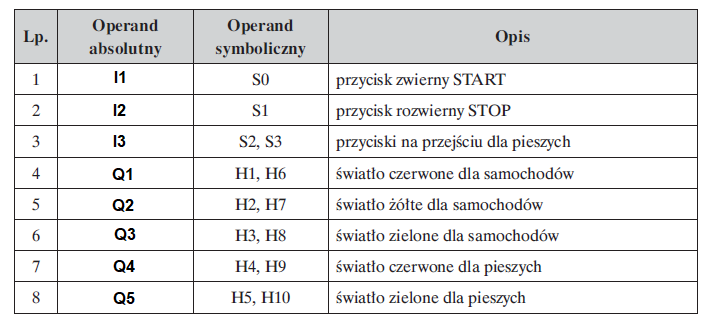 Lp. Operand absolutny Operand symboliczny Opis
1 I1 S0 przycisk zwierny START
2 I2 S1 przycisk rozwierny STOP
3 I3 S2, S3 przyciski na przejściu dla pieszych
4 Q1 H1, H6 światło czerwone dla samochodów
5 Q2 H2, H7 światło żółte dla samochodów
6 Q3 H3, H8 światło zielone dla samochodów
7 Q4 H4, H9 światło czerwone dla pieszych
8 Q5 H5, H10 światło zielone dla pieszych